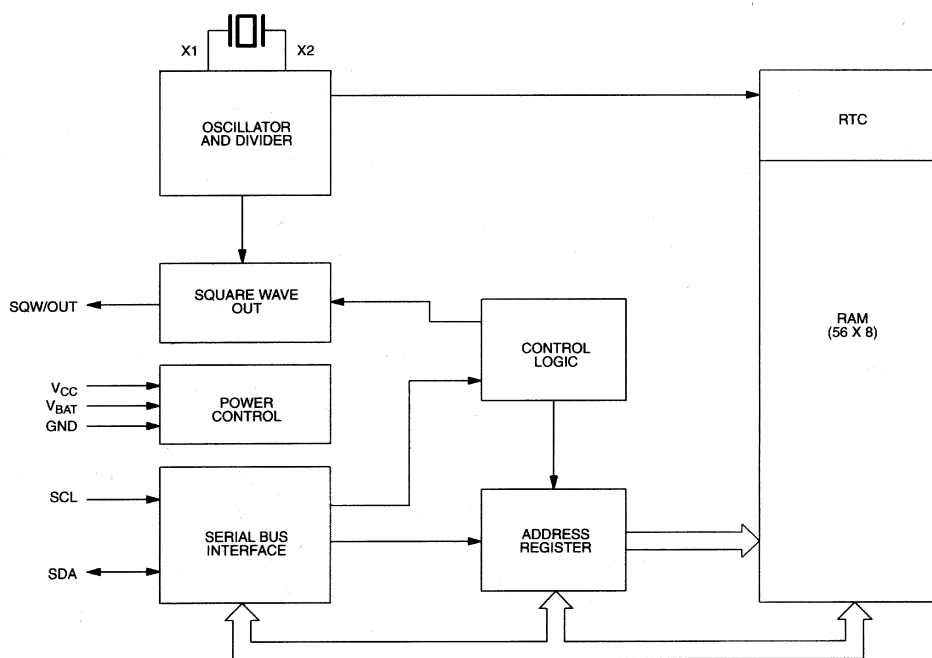 X1
X2
OSCILLATOR
AND DIVIDER
RTC
SQUARE WAVE
OUT
SQW/OUT
CONTROL
LOGIC
RAM
(56 X 8)
VCC
VBAT
GND
POWER
CONTROL
SCL
SERIAL BUS
INTERFACE
SDA
ADDRESS
REGISTER